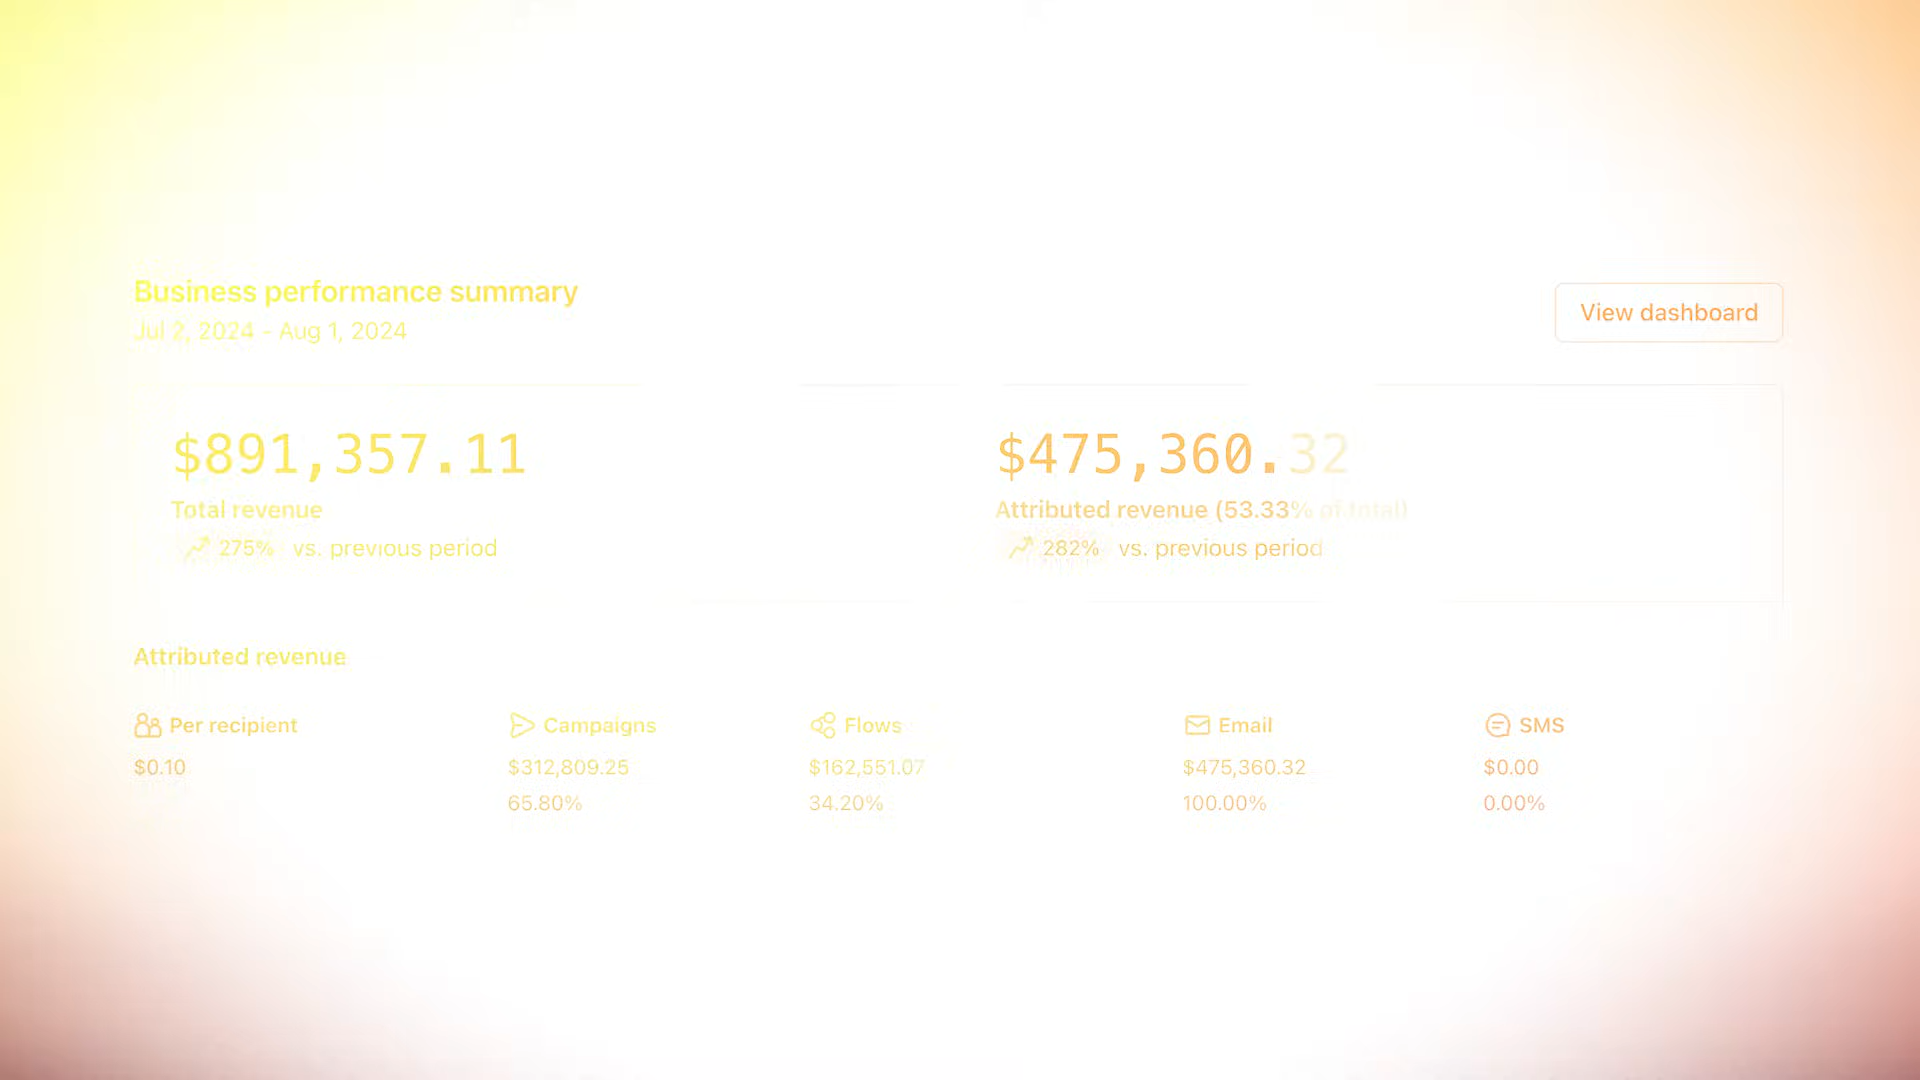 Business performance summary
Jul 2, 2024 - Aug 1, 2024
View dashboard
$891,357.11
Total revenue
275% vs. previous period
$475,360.32
Attributed revenue (53.33% of total)
282% vs. previous period
Attributed revenue
Per recipient
$0.10
Campaigns
$312,809.25
65.80%
Flows
$162,551.07
34.20%
Email
$475,360.32
100.00%
SMS
$0.00
0.00%